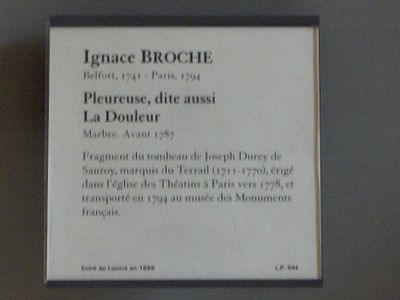 Ignace BROCHE
Belfort, 1741 - Paris, 1794
Pleureuse, dite aussi
La Douleur
Marbre. Avant 1787
Fragment du tombeau de Joseph Durey de
Sauroy, marquis du Terrail (1711-1770), érigé
dans l'église des Théatins à Paris vers 1778, et
transporté en 1794 au musée des Monuments
français.
Entré au Louvre en 1889
L.P. 544